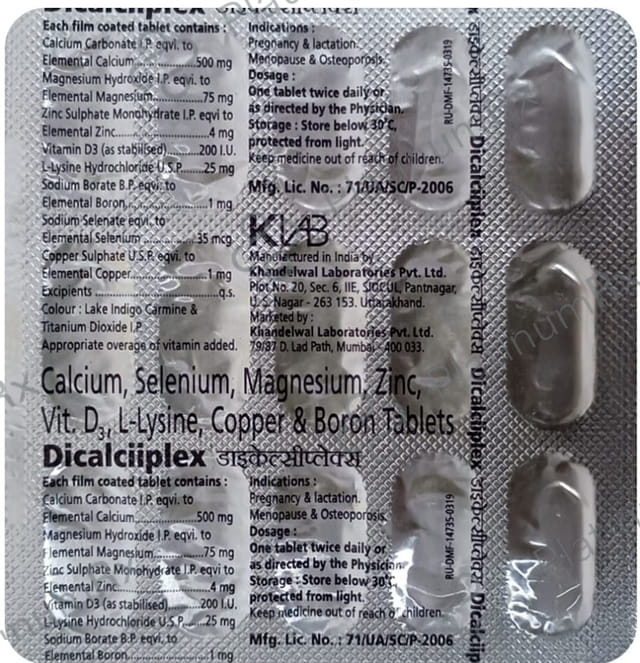 Dicalciiplex डाइकेल्सीप्लेक्स
Each film coated tablet contains :
Calcium Carbonate I.P. eqvi. to
Elemental Calcium..............500 mg
Magnesium Hydroxide I.P. eqvi. to
Elemental Magnesium..............75 mg
Zinc Sulphate Monohydrate I.P. eqvi to
Elemental Zinc..............4 mg
Vitamin D3 (as stabilised)........200 I.U.
L-Lysine Hydrochloride U.S.P.......25 mg
Sodium Borate B.P. eqvi. to
Elemental Boron..............1 mg
Sodium Selenate eqvi. to
Elemental Selenium..............35 mcg
Copper Sulphate U.S.P. eqvi. to
Elemental Copper..............1 mg
Excipients..............q.s.
Colour : Lake Indigo Carmine &
Titanium Dioxide I.P.
Appropriate overage of vitamin added.
Indications :
Pregnancy & lactation.
Menopause & Osteoporosis.
Dosage :
One tablet twice daily or
as directed by the Physician.
Storage : Store below 30°C,
protected from light.
Keep medicine out of reach of children.
Mfg. Lic. No. : 71/UA/SC/P-2006
KLAB
Manufactured in India by :
Khandelwal Laboratories Pvt. Ltd.
Plot No. 20, Sec. 6, IIE, SIDCUL, Pantnagar,
U. S. Nagar - 263 153. Uttarakhand.
Marketed by :
Khandelwal Laboratories Pvt. Ltd.
79/87 D. Lad Path, Mumbai - 400 033.
RU-DMF-14735-0319
Calcium, Selenium, Magnesium, Zinc,
Vit. D3, L-Lysine, Copper & Boron Tablets
Dicalciiplex डाइकेल्सीप्लेक्स
Each film coated tablet contains :
Calcium Carbonate I.P. eqvi. to
Elemental Calcium..............500 mg
Magnesium Hydroxide I.P. eqvi. to
Elemental Magnesium..............75 mg
Zinc Sulphate Monohydrate I.P. eqvi to
Elemental Zinc..............4 mg
Vitamin D3 (as stabilised)........200 I.U.
L-Lysine Hydrochloride U.S.P.......25 mg
Sodium Borate B.P. eqvi. to
Elemental Boron..............1 mg
Indications :
Pregnancy & lactation.
Menopause & Osteoporosis.
Dosage :
One tablet twice daily or
as directed by the Physician.
Storage : Store below 30°C,
protected from light.
Keep medicine out of reach of children.
Mfg. Lic. No. : 71/UA/SC/P-2006
RU-DMF-14735-0319
डाइकेल्सीप्लेक्स Dicalciiplex डाइकेल्सीप्लेक्स Dicalciiplex डाइकेल्सीप्लेक्स Dicalciip